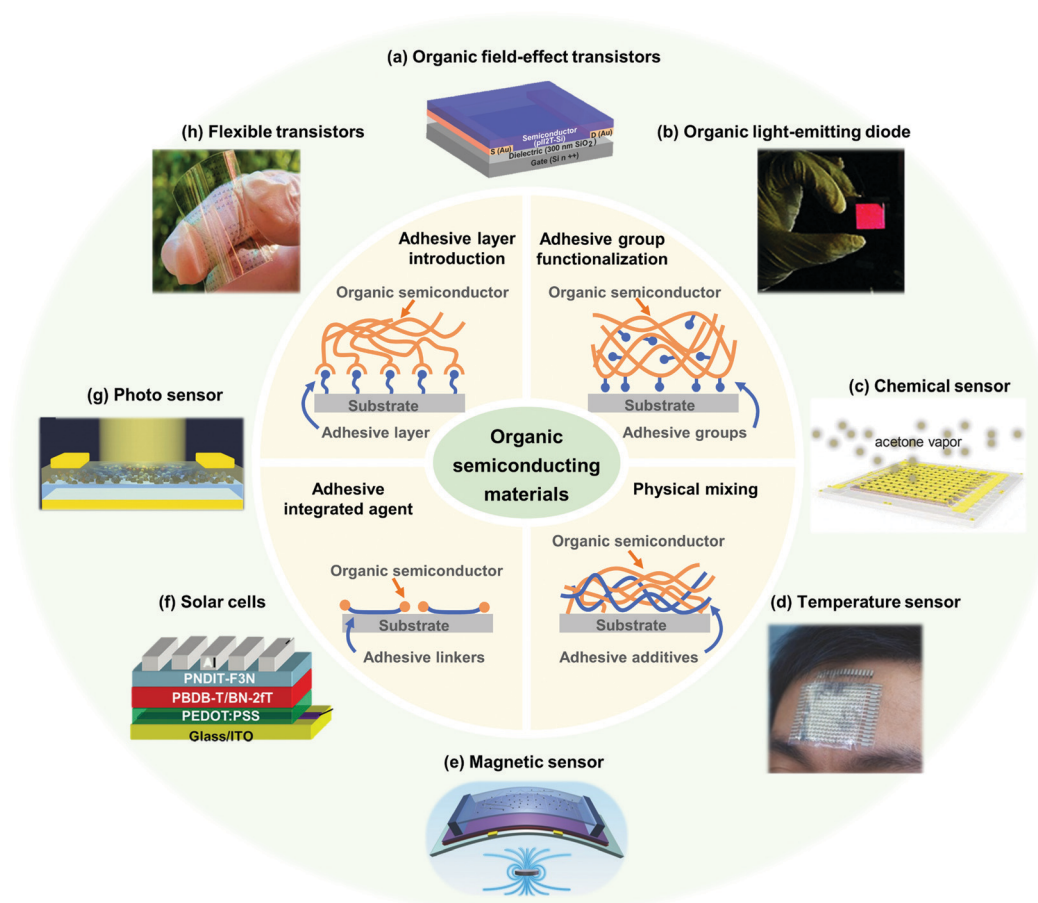 (a) Organic field-effect transistors
Semiconductor
(pII2T-Si)
S (Au)
D (Au)
Dielectric (300 nm SiO2)
Gate (Si n ++)
(h) Flexible transistors
(b) Organic light-emitting diode
Adhesive layer
introduction
Organic semiconductor
Substrate
Adhesive layer
Adhesive group
functionalization
Organic semiconductor
Substrate
Adhesive groups
(g) Photo sensor
(c) Chemical sensor
acetone vapor
Organic
semiconducting
materials
Adhesive
integrated agent
Organic semiconductor
Substrate
Adhesive linkers
Physical mixing
Organic semiconductor
Substrate
Adhesive additives
(f) Solar cells
Al
PNDIT-F3N
PBDB-T/BN-2fT
PEDOT:PSS
Glass/ITO
(d) Temperature sensor
(e) Magnetic sensor